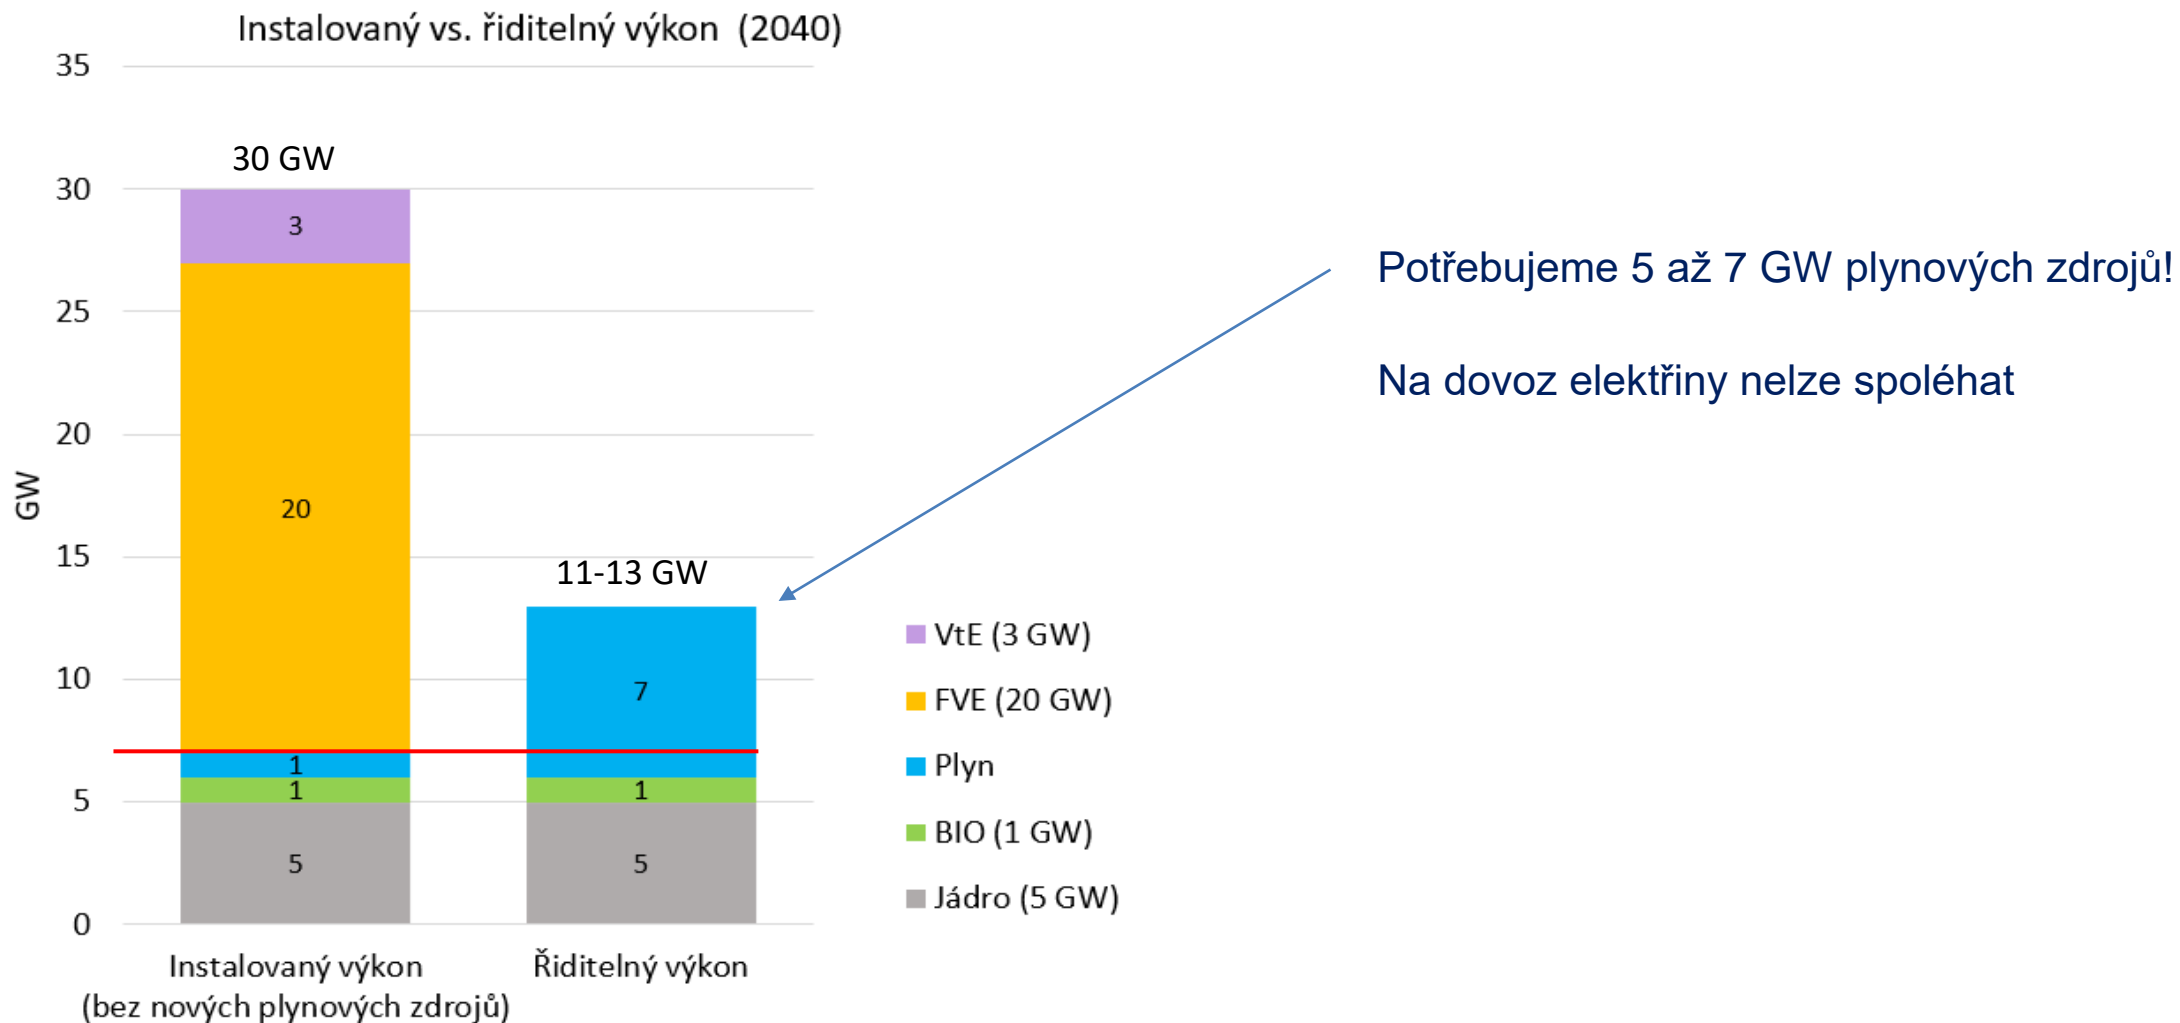 Instalovaný vs. řiditelný výkon (2040)
35
30
25
20
15
10
5
0
GW
30 GW
3
20
1
1
5
11-13 GW
7
1
5
Instalovaný výkon
(bez nových plynových zdrojů)
Řiditelný výkon
VtE (3 GW)
FVE (20 GW)
Plyn
BIO (1 GW)
Jádro (5 GW)
Potřebujeme 5 až 7 GW plynových zdrojů!
Na dovoz elektřiny nelze spoléhat